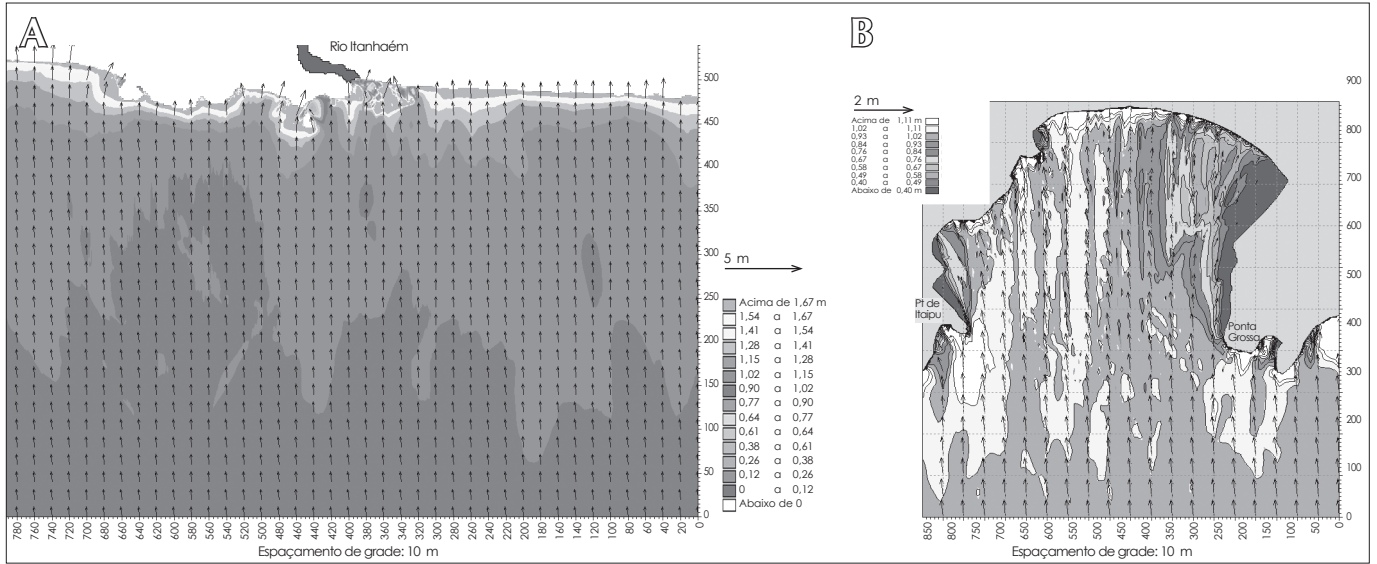 A
B
Rio Itanhaém
500
450
400
350
300
250
200
150
100
50
0
780
760
740
720
700
680
660
640
620
600
580
560
540
520
500
480
460
440
420
400
380
360
340
320
300
280
260
240
220
200
180
160
140
120
100
80
60
40
20
0
Espaçamento de grade: 10 m
5 m
Acima de 1,67 m
1,54 a 1,67
1,41 a 1,54
1,28 a 1,41
1,15 a 1,28
1,02 a 1,15
0,90 a 1,02
0,77 a 0,90
0,64 a 0,77
0,61 a 0,64
0,38 a 0,61
0,26 a 0,38
0,12 a 0,26
0 a 0,12
Abaixo de 0
2 m
Acima de 1,11 m
1,02 a 1,11
0,93 a 1,02
0,84 a 0,93
0,76 a 0,84
0,67 a 0,76
0,58 a 0,67
0,49 a 0,58
0,40 a 0,49
Abaixo de 0,40 m
Pt de
Itaipu
Ponta
Grossa
900
800
700
600
500
400
300
200
100
0
850
800
750
700
650
600
550
500
450
400
350
300
250
200
150
100
50
0
Espaçamento de grade: 10 m